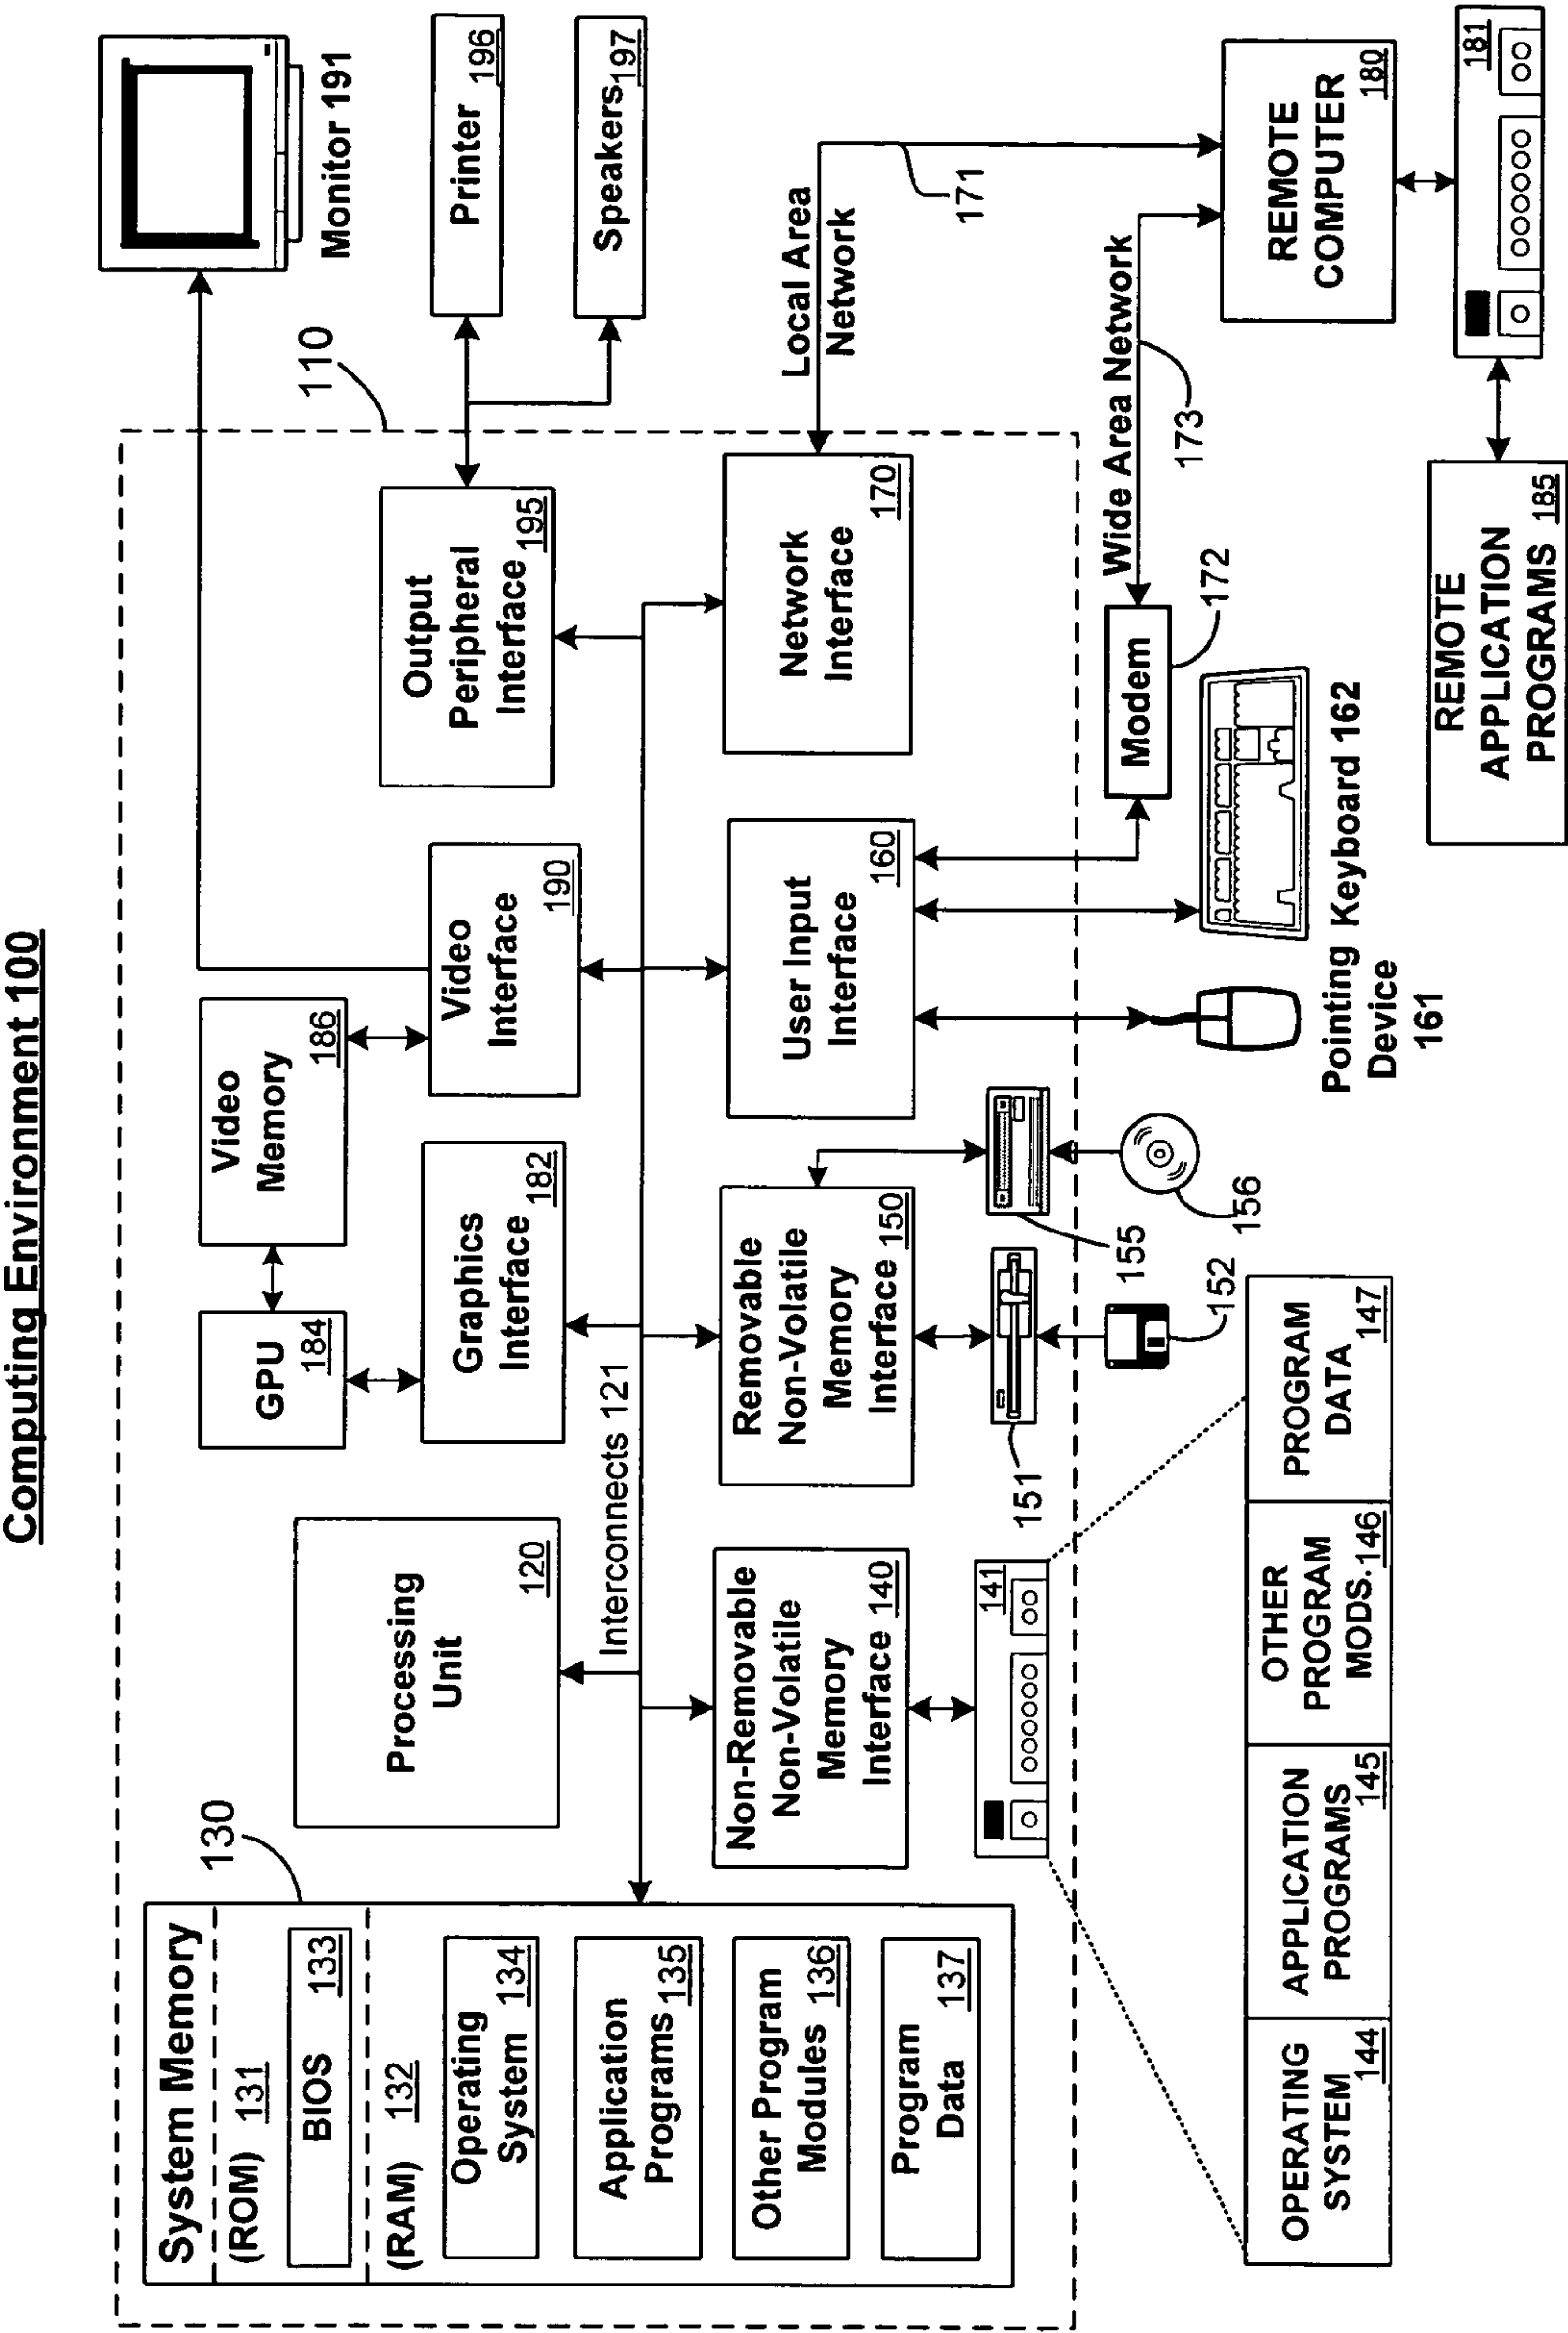 Computing Environment 100
System Memory
(ROM) 131
BIOS 133
(RAM) 132
Operating
System 134
Application
Programs 135
Other Program
Modules 136
Program
Data 137
130
Processing
Unit
120
Interconnects 121
GPU
184
Video
Memory
186
Graphics
Interface
182
Video
Interface
190
Output
Peripheral
Interface
195
110
Monitor 191
Printer
196
Speakers
197
Non-Removable
Non-Volatile
Memory
Interface 140
Removable
Non-Volatile
Memory
Interface 150
User Input
Interface
160
Network
Interface
170
Local Area
Network
171
141
151
152
155
156
Pointing
Device
161
Keyboard 162
Modem
172
Wide Area Network
173
REMOTE
COMPUTER
180
181
REMOTE
APPLICATION
PROGRAMS 185
OPERATING
SYSTEM
144
APPLICATION
PROGRAMS
145
OTHER
PROGRAM
MODS. 146
PROGRAM
DATA
147